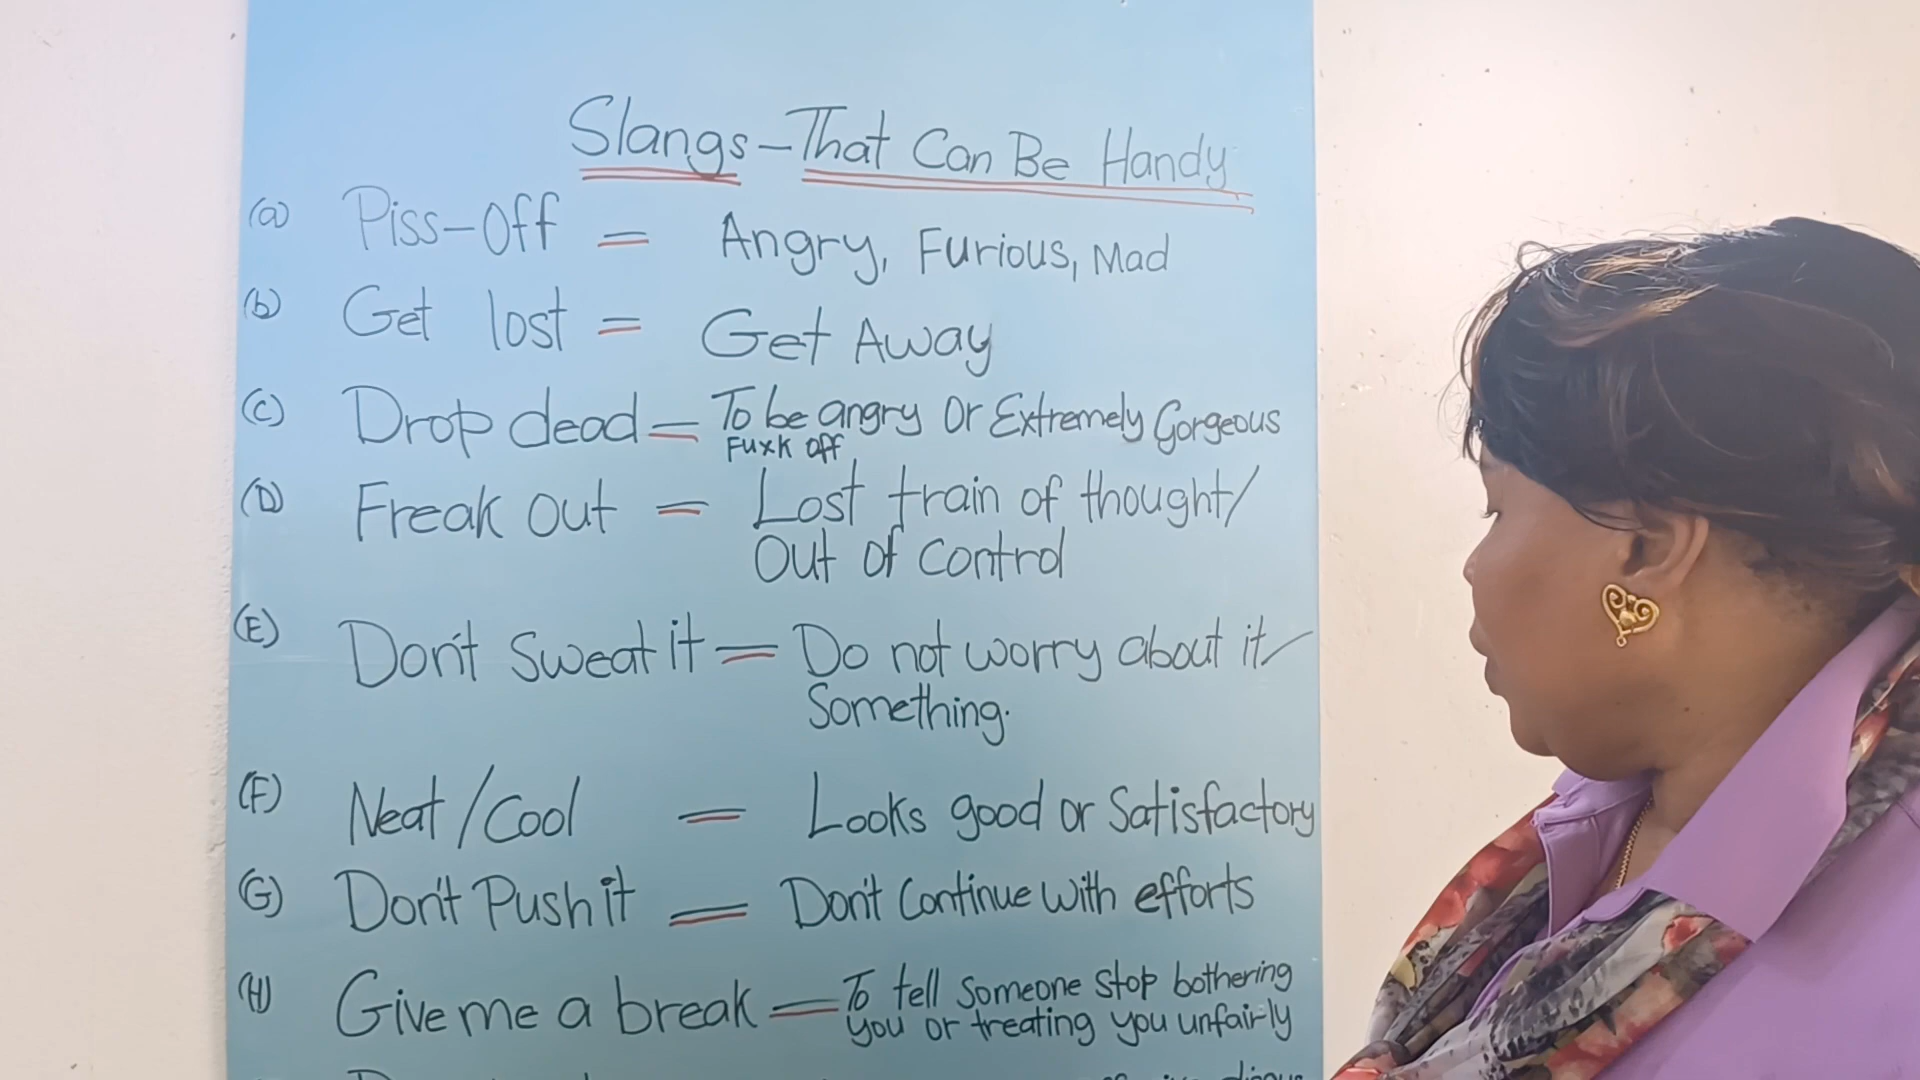 Slangs - That Can Be Handy
(a) Piss-Off = Angry, Furious, Mad
(b) Get lost = Get Away
(C) Drop dead = To be angry Or Extremely Gorgeous
Fuxk Off
(D) Freak Out = Lost train of thought/
Out of Control
(E) Don't Sweat it = Do not worry about it/
Something.
(F) Neat/Cool = Looks good or Satisfactory
(G) Don't Push it = Don't Continue With efforts
(H) Give me a break = To tell Someone stop bothering
you or treating you unfairly